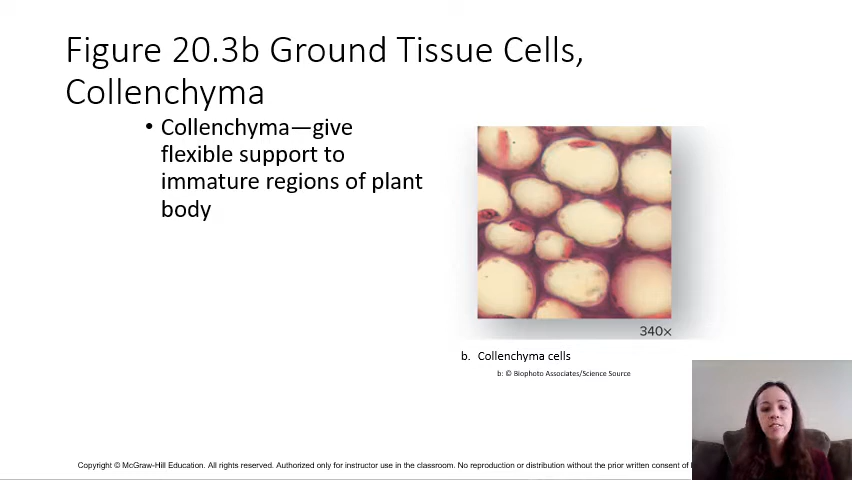 Figure 20.3b Ground Tissue Cells,
Collenchyma
• Collenchyma—give
flexible support to
immature regions of plant
body
340×
b. Collenchyma cells
b: © Biophoto Associates/Science Source
Copyright © McGraw-Hill Education. All rights reserved. Authorized only for instructor use in the classroom. No reproduction or distribution without the prior written consent of